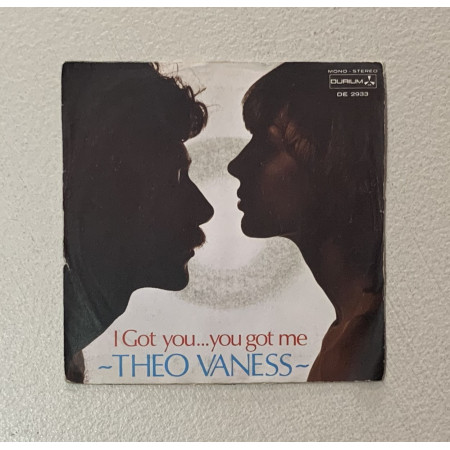 MONO - STEREO
DURIUM
DE 2933
I Got you...you got me
~THEO VANESS~